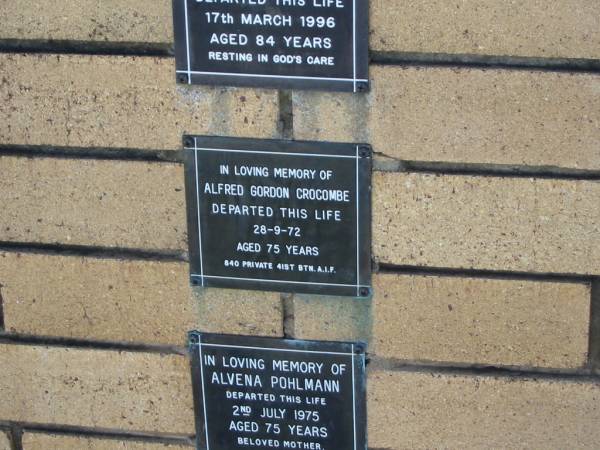 DEPARTED THIS LIFE
17th MARCH 1996
AGED 84 YEARS
RESTING IN GOD'S CARE
IN LOVING MEMORY OF
ALFRED GORDON CROCOMBE
DEPARTED THIS LIFE
28-9-72
AGED 75 YEARS
840 PRIVATE 41ST BTN. A.I.F.
IN LOVING MEMORY OF
ALVENA POHLMANN
DEPARTED THIS LIFE
2ND JULY 1975
AGED 75 YEARS
BELOVED MOTHER.